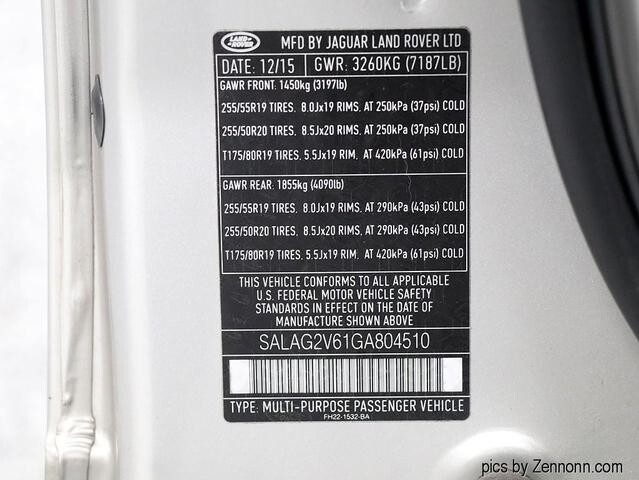 LAND ROVER MFD BY JAGUAR LAND ROVER LTD
DATE: 12/15 GWR: 3260KG (7187LB)
GAWR FRONT: 1450kg (3197lb)
255/55R19 TIRES, 8.0Jx19 RIMS, AT 250kPa (37psi) COLD
255/50R20 TIRES, 8.5Jx20 RIMS, AT 250kPa (37psi) COLD
T175/80R19 TIRES, 5.5Jx19 RIM, AT 420kPa (61psi) COLD
GAWR REAR: 1855kg (4090lb)
255/55R19 TIRES, 8.0Jx19 RIMS, AT 290kPa (43psi) COLD
255/50R20 TIRES, 8.5Jx20 RIMS, AT 290kPa (43psi) COLD
T175/80R19 TIRES, 5.5Jx19 RIM, AT 420kPa (61psi) COLD
THIS VEHICLE CONFORMS TO ALL APPLICABLE
U.S. FEDERAL MOTOR VEHICLE SAFETY
STANDARDS IN EFFECT ON THE DATE OF
MANUFACTURE SHOWN ABOVE
SALAG2V61GA804510
TYPE: MULTI-PURPOSE PASSENGER VEHICLE
FH22-1532-BA
pics by Zennonn.com